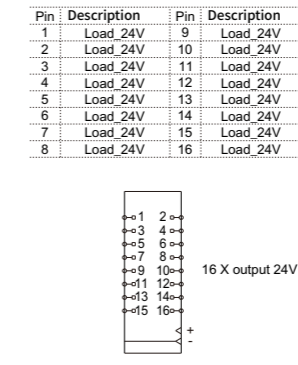 Pin Description Pin Description
1 Load_24V 9 Load_24V
2 Load_24V 10 Load_24V
3 Load_24V 11 Load_24V
4 Load_24V 12 Load_24V
5 Load_24V 13 Load_24V
6 Load_24V 14 Load_24V
7 Load_24V 15 Load_24V
8 Load_24V 16 Load_24V
1 2
3 4
5 6
7 8
9 10
11 12
13 14
15 16
16 X output 24V
+
-